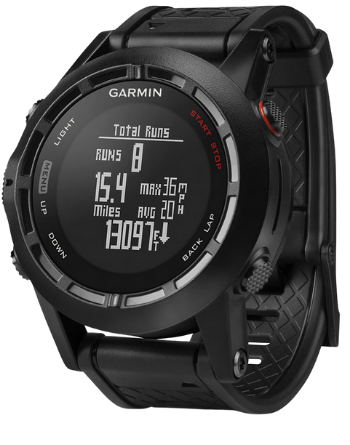 GARMIN
LIGHT
START STOP
MENU UP
DOWN
BACK LAP
Total Runs
RUNS 8
15.4 MAX 36 MPH
miles AVG 20
13097 FT